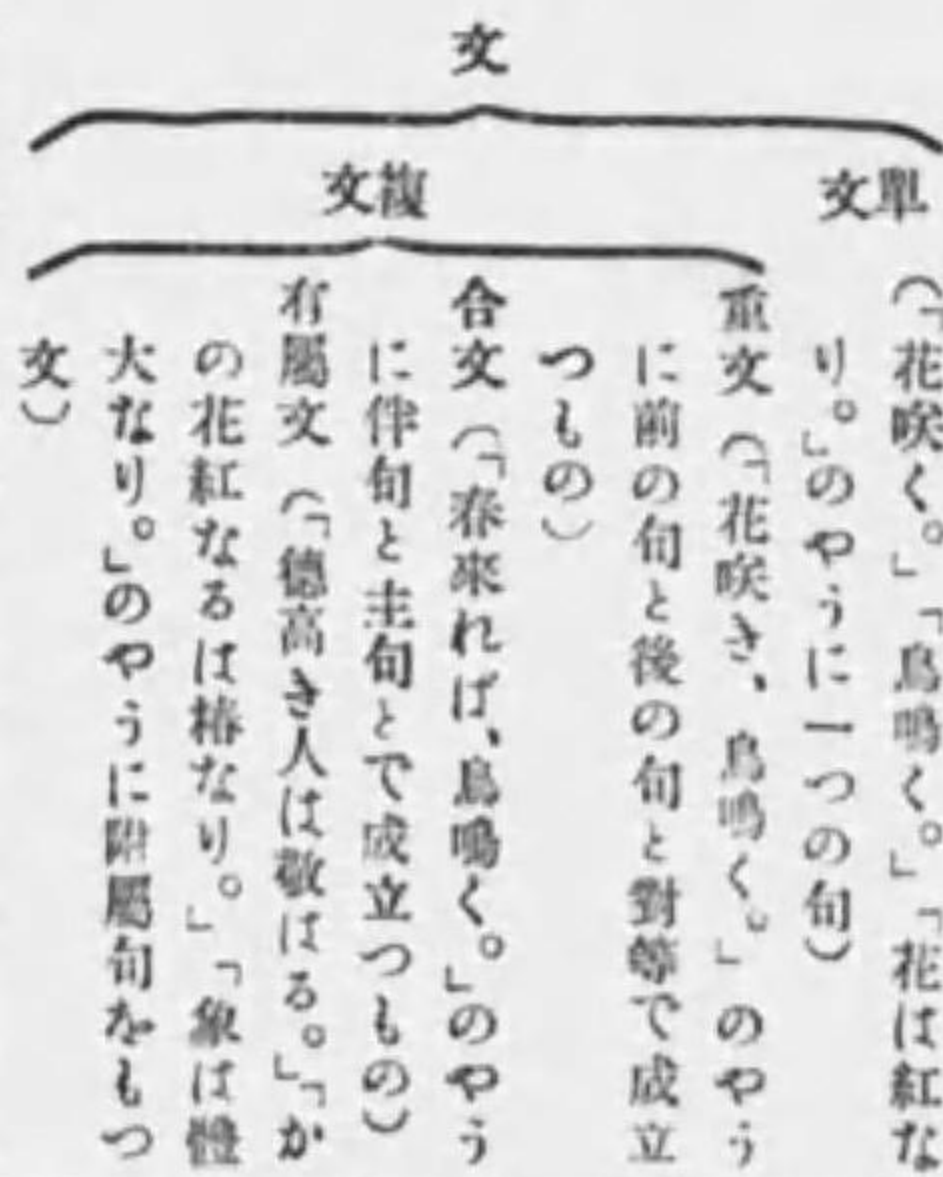 文
單文
(「花咲く。」「鳥鳴く。」「花は紅な
り。」のやうに一つの句)
複文
重文(「花咲き、鳥鳴く。」のやう
に前の句と後の句と對等で成立
つもの)
合文(「春來れば、鳥鳴く。」のやう
に伴句と主句とで成立つもの)
有屬文(「德高き人は敬はる。」「か
の花紅なるは椿なり。」「象は體
大なり。」のやうに附屬句をもつ
文)